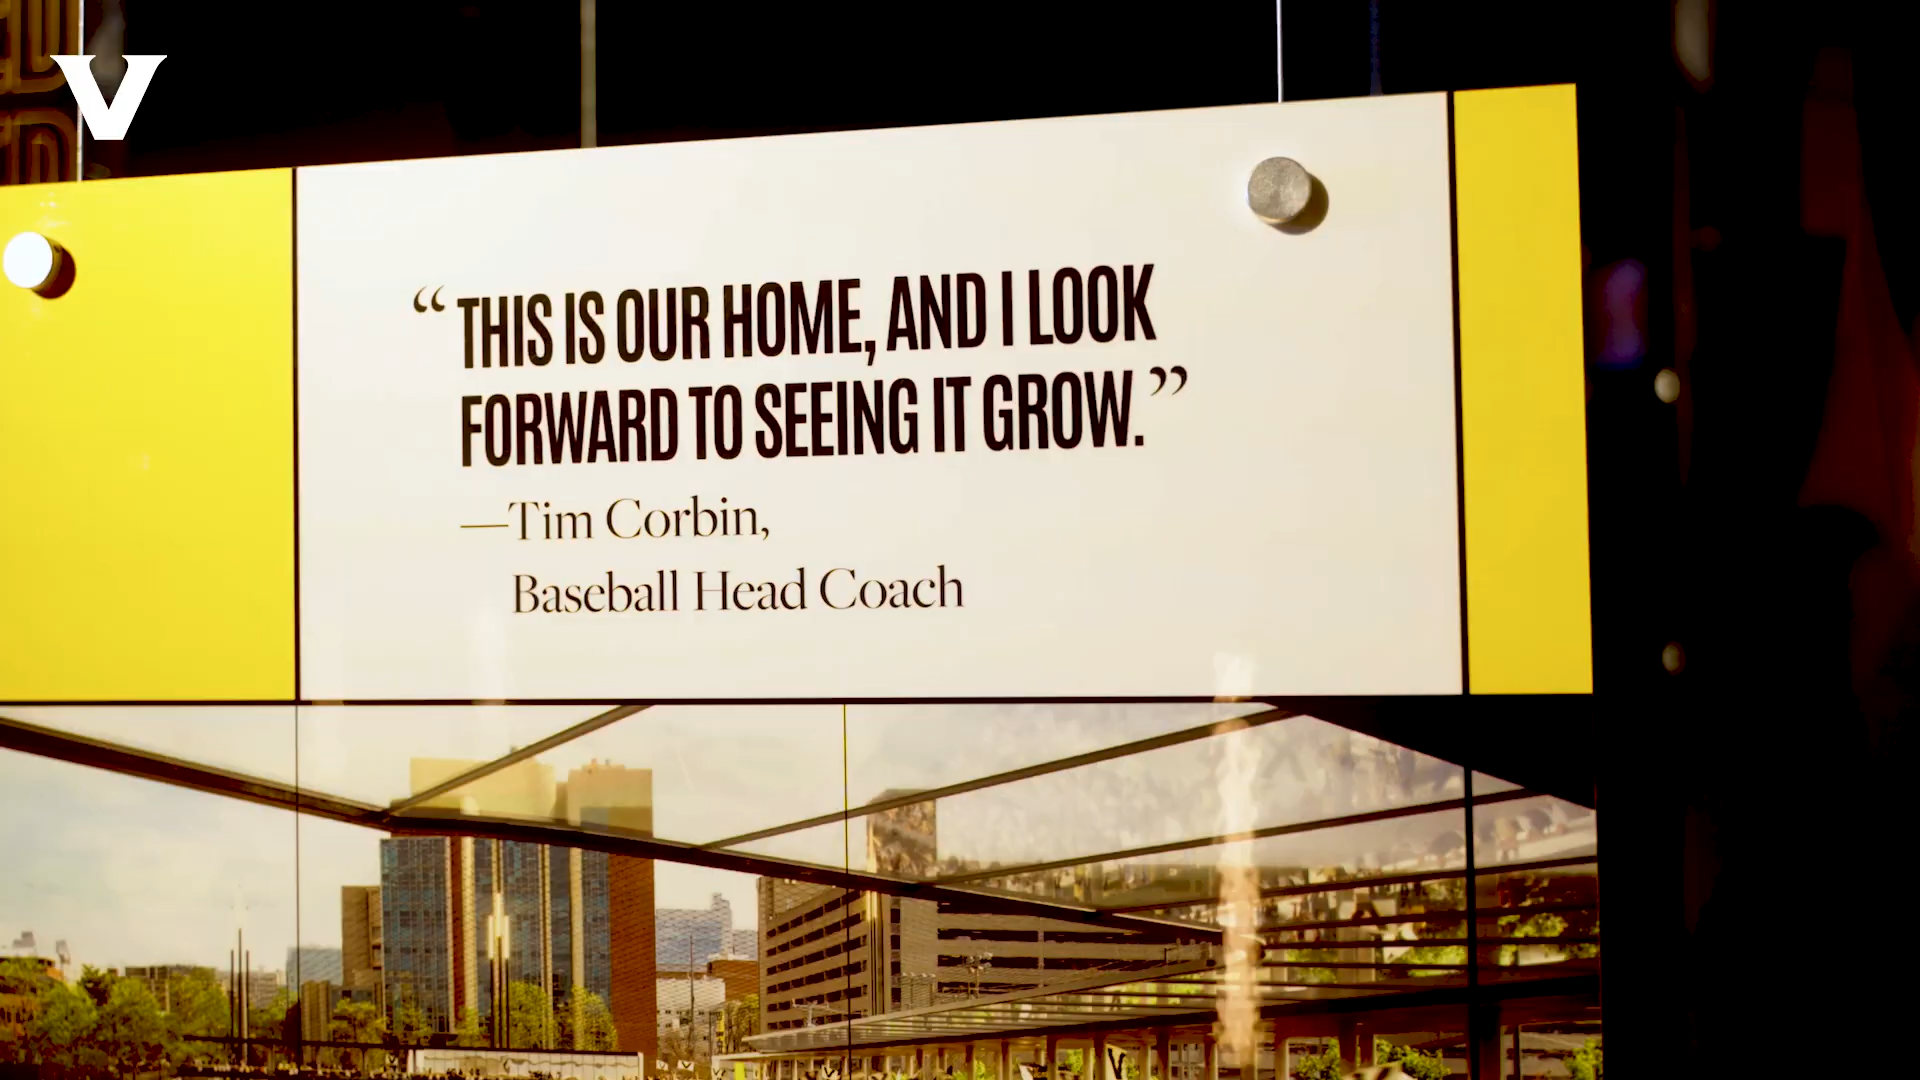 V
“THIS IS OUR HOME, AND I LOOK
FORWARD TO SEEING IT GROW.”
—Tim Corbin,
Baseball Head Coach